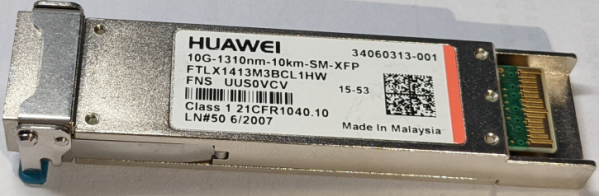 HUAWEI
34060313-001
10G-1310nm-10km-SM-XFP
FTLX1413M3BCL1HW
FNS UUS0VCV
15-53
Class 1 21CFR1040.10
LN#50 6/2007
Made In Malaysia